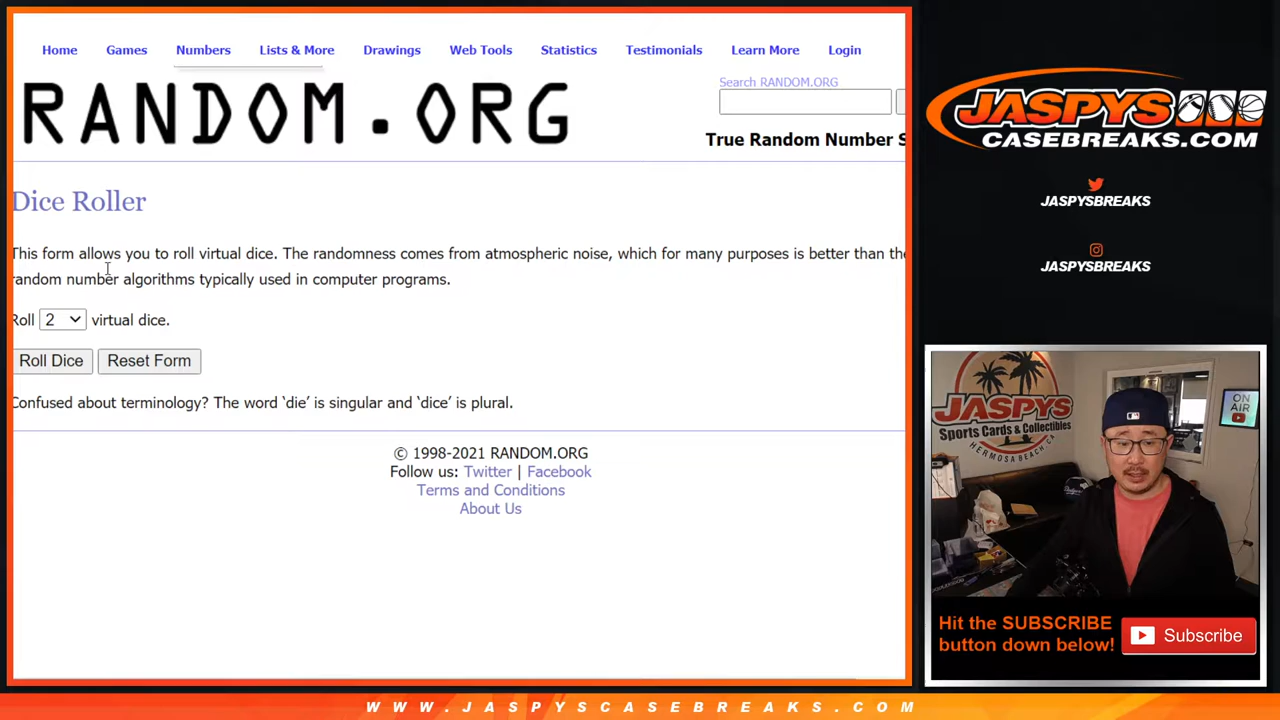 Home Games Numbers Lists & More Drawings Web Tools Statistics Testimonials Learn More Login
RANDOM.ORG
Search RANDOM.ORG
True Random Number S
Dice Roller
This form allows you to roll virtual dice. The randomness comes from atmospheric noise, which for many purposes is better than the
random number algorithms typically used in computer programs.
Roll 2 virtual dice.
Roll Dice Reset Form
Confused about terminology? The word ‘die’ is singular and ‘dice’ is plural.
© 1998-2021 RANDOM.ORG
Follow us: Twitter | Facebook
Terms and Conditions
About Us
JASPYS
CASEBREAKS.COM
JASPYSBREAKS
JASPYSBREAKS
JASPYS
Sports Cards & Collectibles
HERMOSA BEACH, CA
ON
AIR
Hit the SUBSCRIBE
button down below!
Subscribe
WWW.JASPYSCASEBREAKS.COM